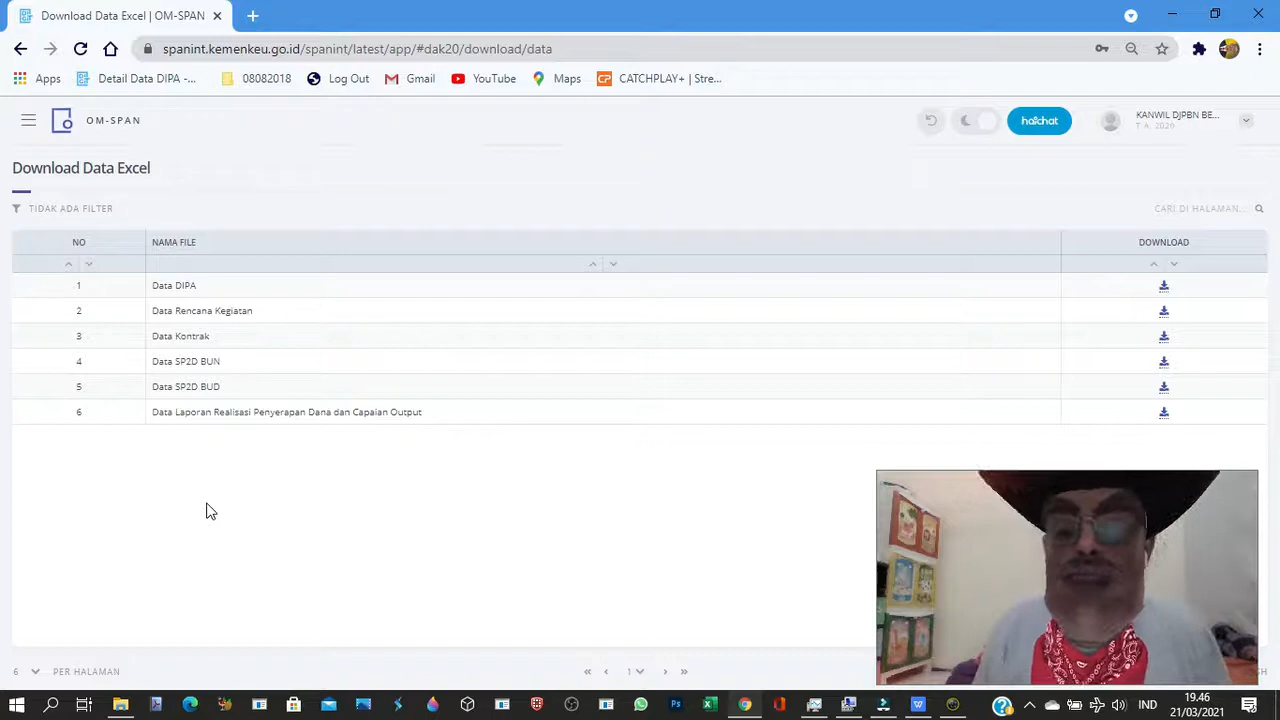 Download Data Excel | OM-SPAN
spanint.kemenkeu.go.id/spanint/latest/app/#dak20/download/data
Apps Detail Data DIPA -... 08082018 Log Out Gmail YouTube Maps CATCHPLAY+ | Stre...
OM-SPAN
haichat
KANWIL DJPBN BE...
T.A. 2020
Download Data Excel
TIDAK ADA FILTER
CARI DI HALAMAN...
NO NAMA FILE DOWNLOAD
1 Data DIPA
2 Data Rencana Kegiatan
3 Data Kontrak
4 Data SP2D BUN
5 Data SP2D BUD
6 Data Laporan Realisasi Penyerapan Dana dan Capaian Output
6 PER HALAMAN
1
IND
19.46
21/03/2021